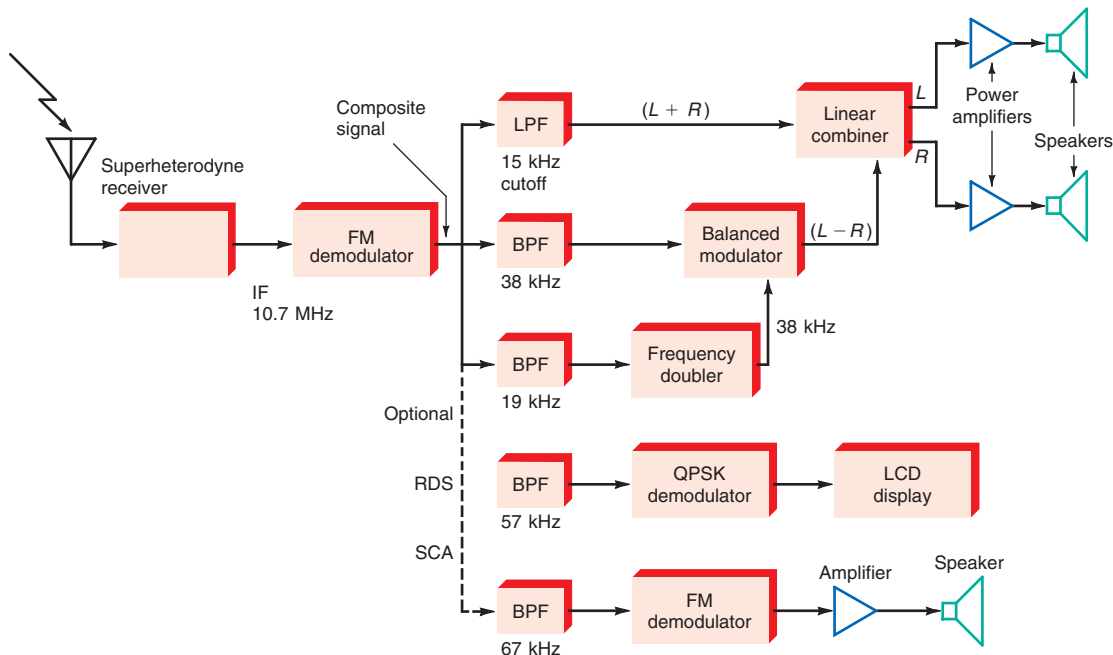 Composite
signal
LPF
15 kHz
cutoff
(L + R)
Linear
combiner
L
R
Power
amplifiers
Speakers
Superheterodyne
receiver
IF
10.7 MHz
FM
demodulator
BPF
38 kHz
Balanced
modulator
(L – R)
38 kHz
BPF
19 kHz
Frequency
doubler
Optional
RDS
BPF
57 kHz
QPSK
demodulator
LCD
display
SCA
BPF
67 kHz
FM
demodulator
Amplifier
Speaker